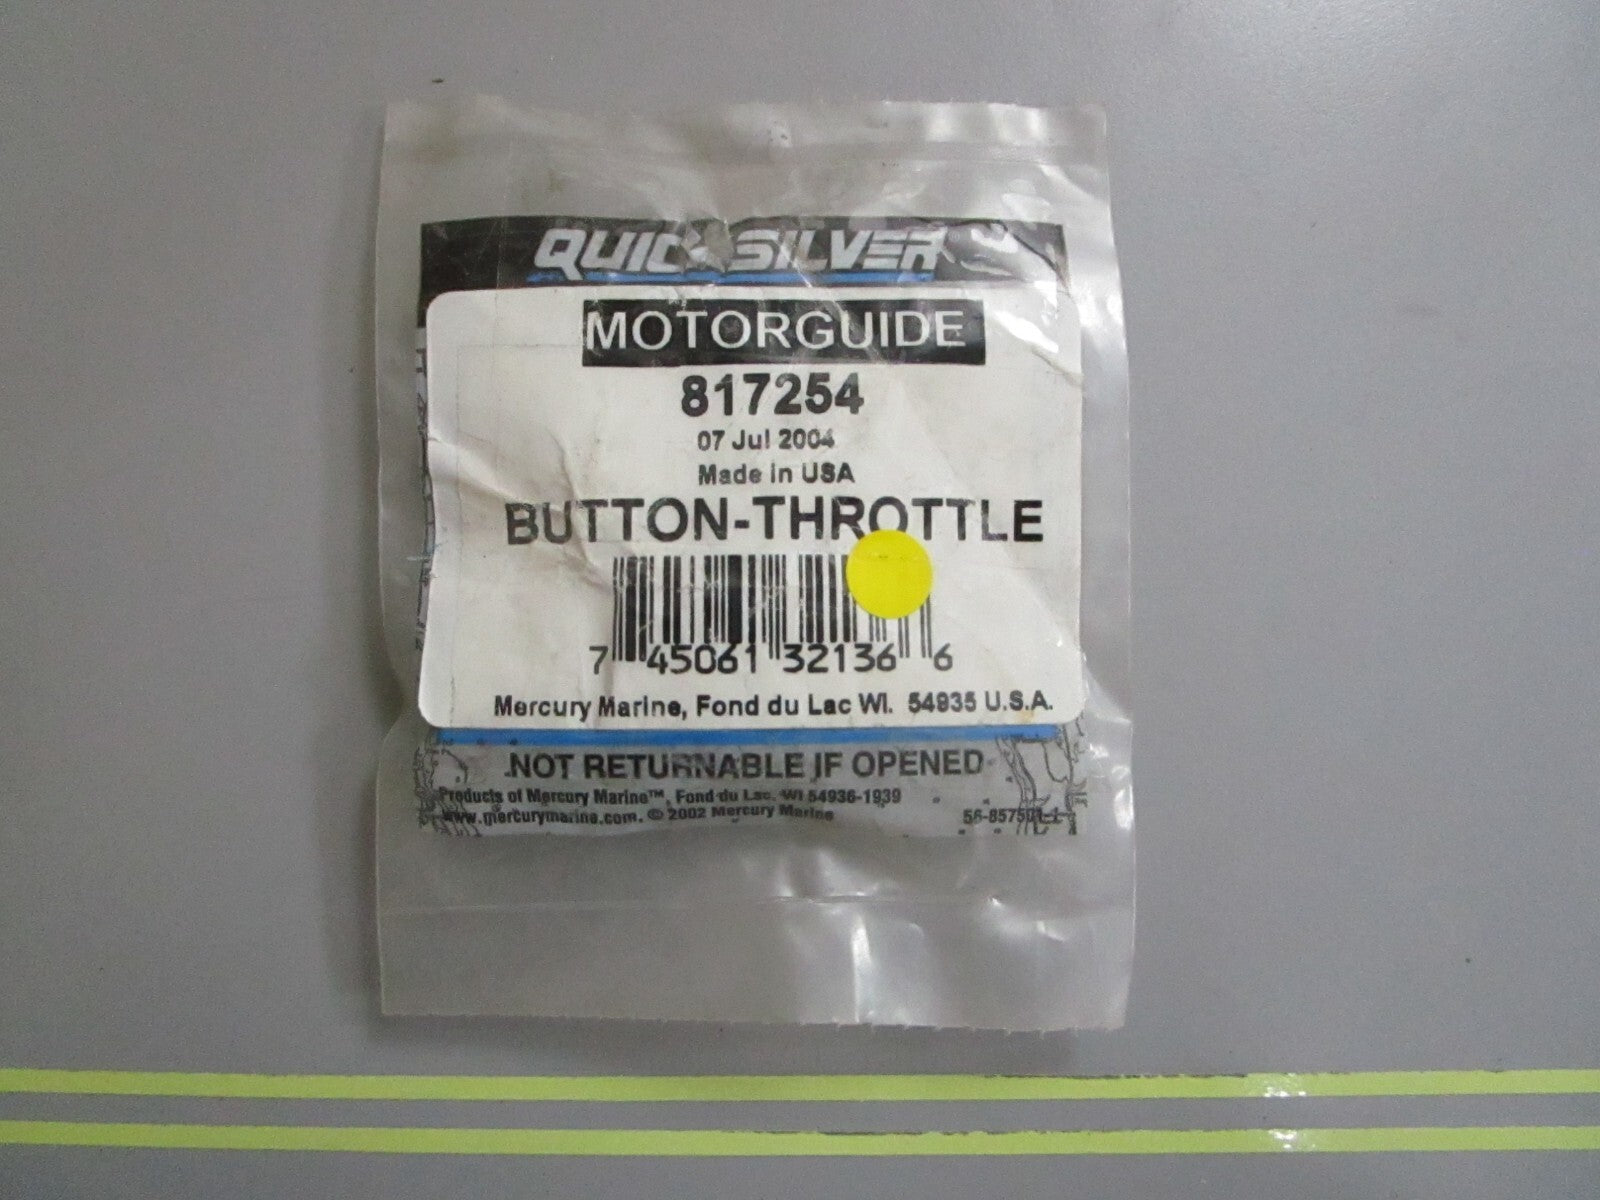 QUICKSILVER
MOTORGUIDE
817254
07 Jul 2004
Made in USA
BUTTON-THROTTLE
7 45061 32136 6
Mercury Marine, Fond du Lac WI. 54935 U.S.A.
NOT RETURNABLE IF OPENED
Products of Mercury Marine™, Fond du Lac, WI 54936-1939
www.mercurymarine.com. © 2002 Mercury Marine